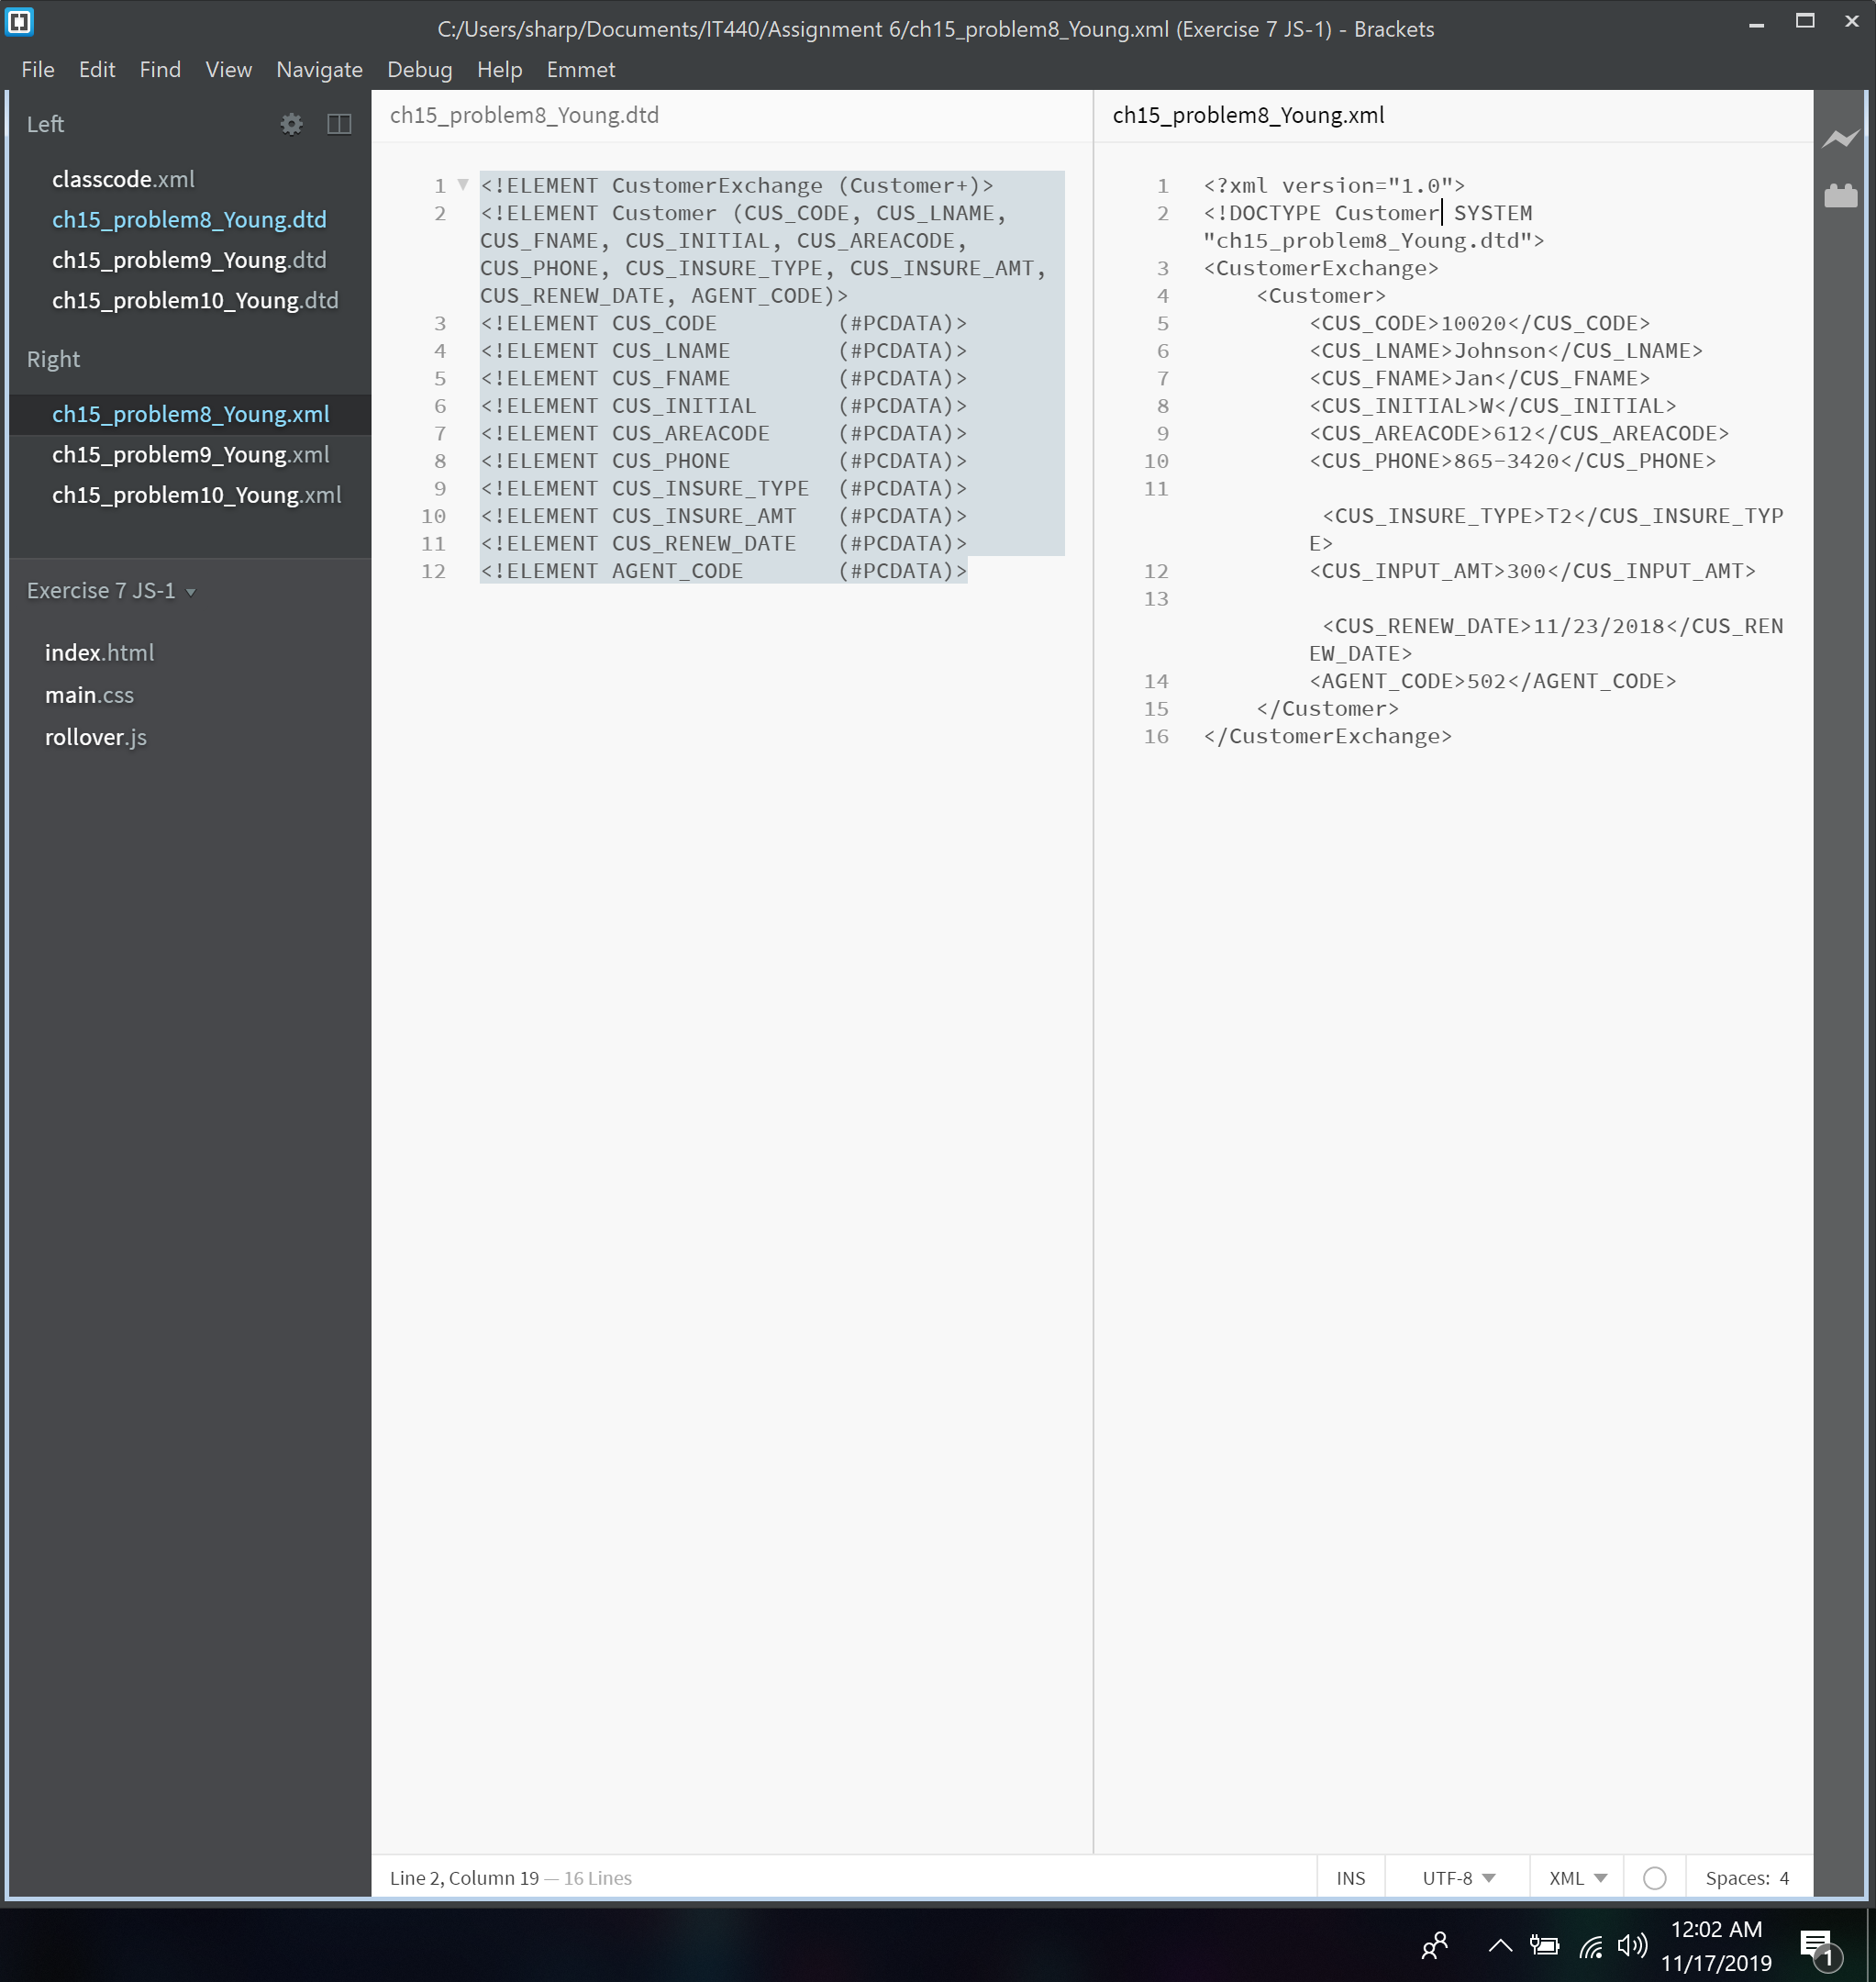 C:/Users/sharp/Documents/IT440/Assignment 6/ch15_problem8_Young.xml (Exercise 7 JS-1) - Brackets
File Edit Find View Navigate Debug Help Emmet
Left
classcode.xml
ch15_problem8_Young.dtd
ch15_problem9_Young.dtd
ch15_problem10_Young.dtd
Right
ch15_problem8_Young.xml
ch15_problem9_Young.xml
ch15_problem10_Young.xml
Exercise 7 JS-1
index.html
main.css
rollover.js
ch15_problem8_Young.dtd
1 <!ELEMENT CustomerExchange (Customer+)>
2 <!ELEMENT Customer (CUS_CODE, CUS_LNAME,
CUS_FNAME, CUS_INITIAL, CUS_AREACODE,
CUS_PHONE, CUS_INSURE_TYPE, CUS_INSURE_AMT,
CUS_RENEW_DATE, AGENT_CODE)>
3 <!ELEMENT CUS_CODE (#PCDATA)>
4 <!ELEMENT CUS_LNAME (#PCDATA)>
5 <!ELEMENT CUS_FNAME (#PCDATA)>
6 <!ELEMENT CUS_INITIAL (#PCDATA)>
7 <!ELEMENT CUS_AREACODE (#PCDATA)>
8 <!ELEMENT CUS_PHONE (#PCDATA)>
9 <!ELEMENT CUS_INSURE_TYPE (#PCDATA)>
10 <!ELEMENT CUS_INSURE_AMT (#PCDATA)>
11 <!ELEMENT CUS_RENEW_DATE (#PCDATA)>
12 <!ELEMENT AGENT_CODE (#PCDATA)>
ch15_problem8_Young.xml
1 <?xml version="1.0">
2 <!DOCTYPE Customer SYSTEM
"ch15_problem8_Young.dtd">
3 <CustomerExchange>
4 <Customer>
5 <CUS_CODE>10020</CUS_CODE>
6 <CUS_LNAME>Johnson</CUS_LNAME>
7 <CUS_FNAME>Jan</CUS_FNAME>
8 <CUS_INITIAL>W</CUS_INITIAL>
9 <CUS_AREACODE>612</CUS_AREACODE>
10 <CUS_PHONE>865-3420</CUS_PHONE>
11
<CUS_INSURE_TYPE>T2</CUS_INSURE_TYP
E>
12 <CUS_INPUT_AMT>300</CUS_INPUT_AMT>
13
<CUS_RENEW_DATE>11/23/2018</CUS_REN
EW_DATE>
14 <AGENT_CODE>502</AGENT_CODE>
15 </Customer>
16 </CustomerExchange>
Line 2, Column 19 — 16 Lines
INS UTF-8 XML Spaces: 4
12:02 AM
11/17/2019
1